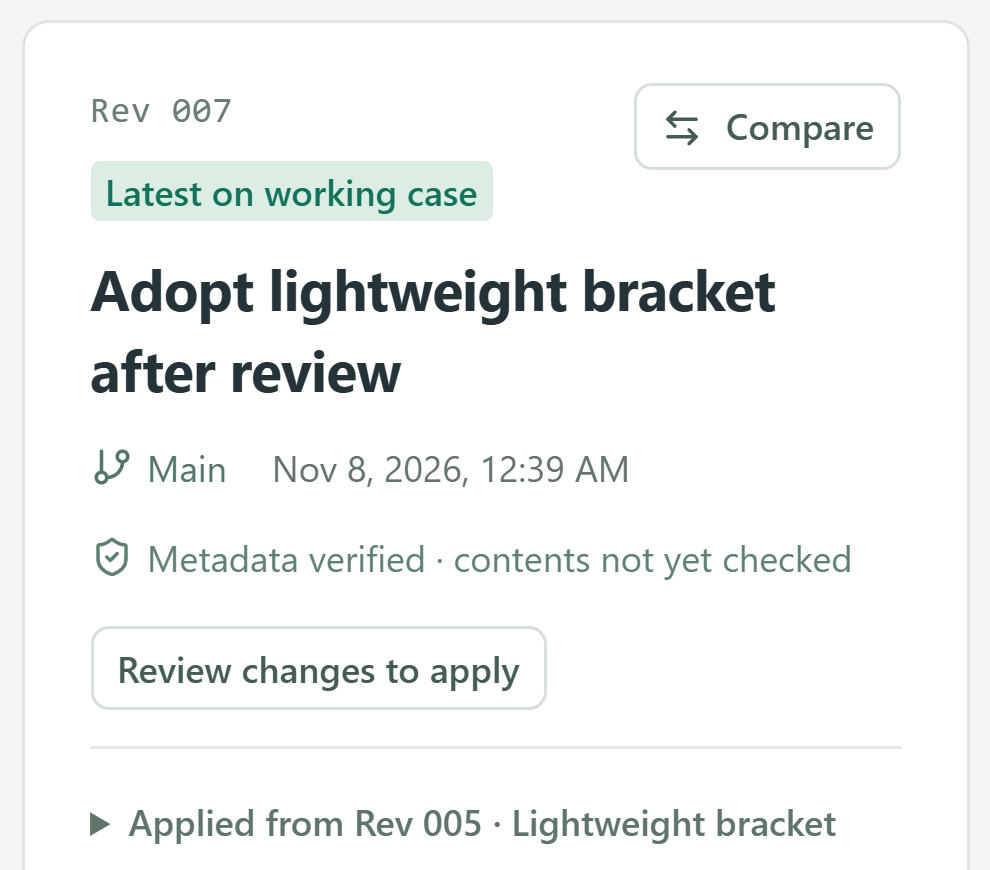 Rev 007
Compare
Latest on working case
Adopt lightweight bracket
after review
Main Nov 8, 2026, 12:39 AM
Metadata verified · contents not yet checked
Review changes to apply
Applied from Rev 005 · Lightweight bracket